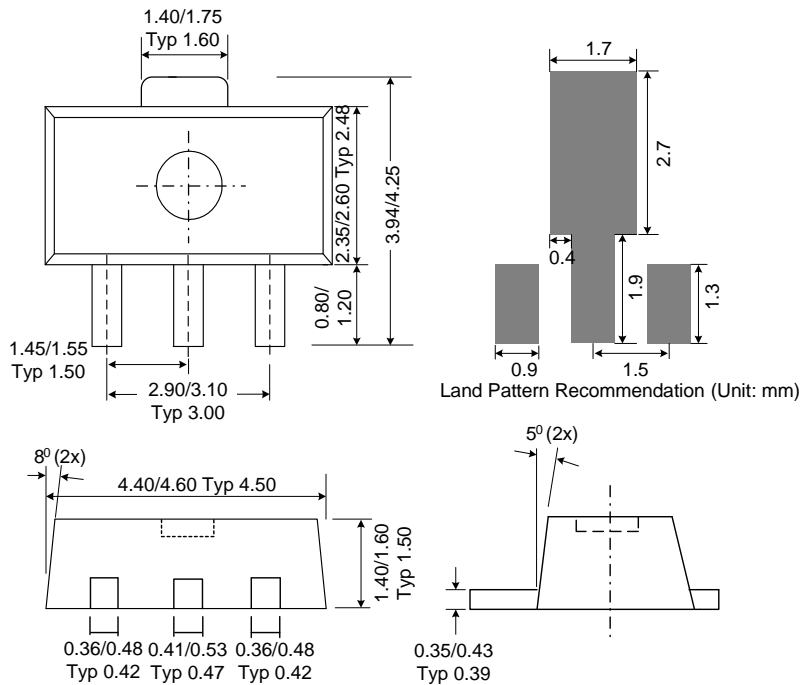 1.40/1.75
Typ 1.60
2.35/2.60 Typ 2.48
3.94/4.25
0.80/
1.20
1.45/1.55
Typ 1.50
2.90/3.10
Typ 3.00
1.7
2.7
0.4
1.9
1.3
0.9
1.5
Land Pattern Recommendation (Unit: mm)
8⁰ (2x)
4.40/4.60 Typ 4.50
1.40/1.60
Typ 1.50
0.36/0.48
Typ 0.42
0.41/0.53
Typ 0.47
0.36/0.48
Typ 0.42
5⁰ (2x)
0.35/0.43
Typ 0.39